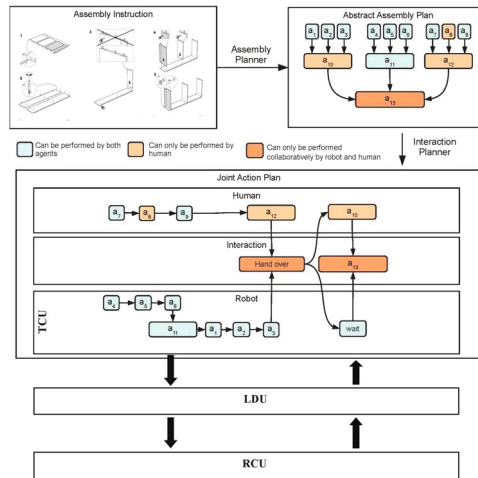 Assembly Instruction
Assembly
Planner
Abstract Assembly Plan
a1 a2 a3 a4 a5 a6 a7 a8 a9
a10 a11 a12
a13
Can be performed by both
agents
Can only be performed by
human
Can only be performed
collaboratively by robot and human
Interaction
Planner
Joint Action Plan
Human
a7 a8 a9 a12 a10
Interaction
Hand over a13
TCU
Robot
a4 a5 a6
a11 a1 a2 a3 wait
LDU
RCU